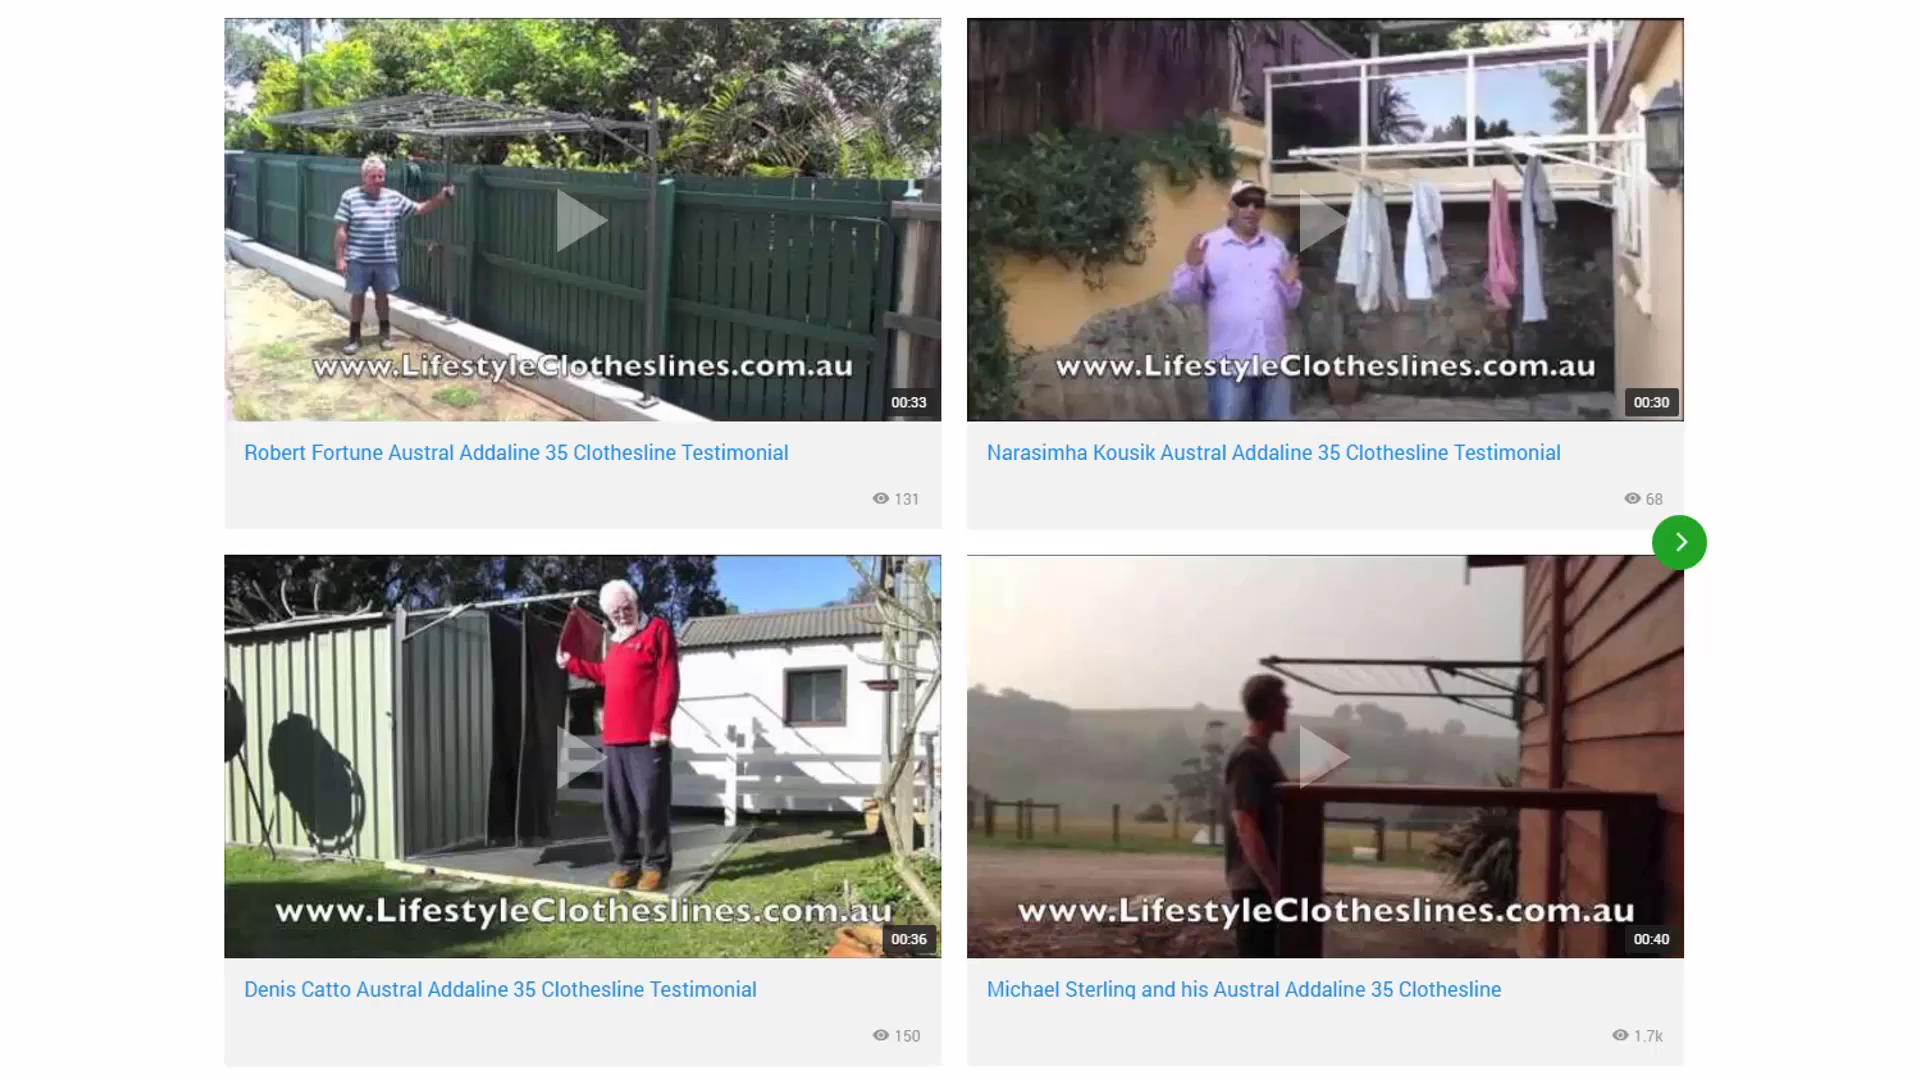 www.LifestyleClotheslines.com.au
00:33
Robert Fortune Austral Addaline 35 Clothesline Testimonial
131
www.LifestyleClotheslines.com.au
00:30
Narasimha Kousik Austral Addaline 35 Clothesline Testimonial
68
www.LifestyleClotheslines.com.au
00:36
Denis Catto Austral Addaline 35 Clothesline Testimonial
150
www.LifestyleClotheslines.com.au
00:40
Michael Sterling and his Austral Addaline 35 Clothesline
1.7k